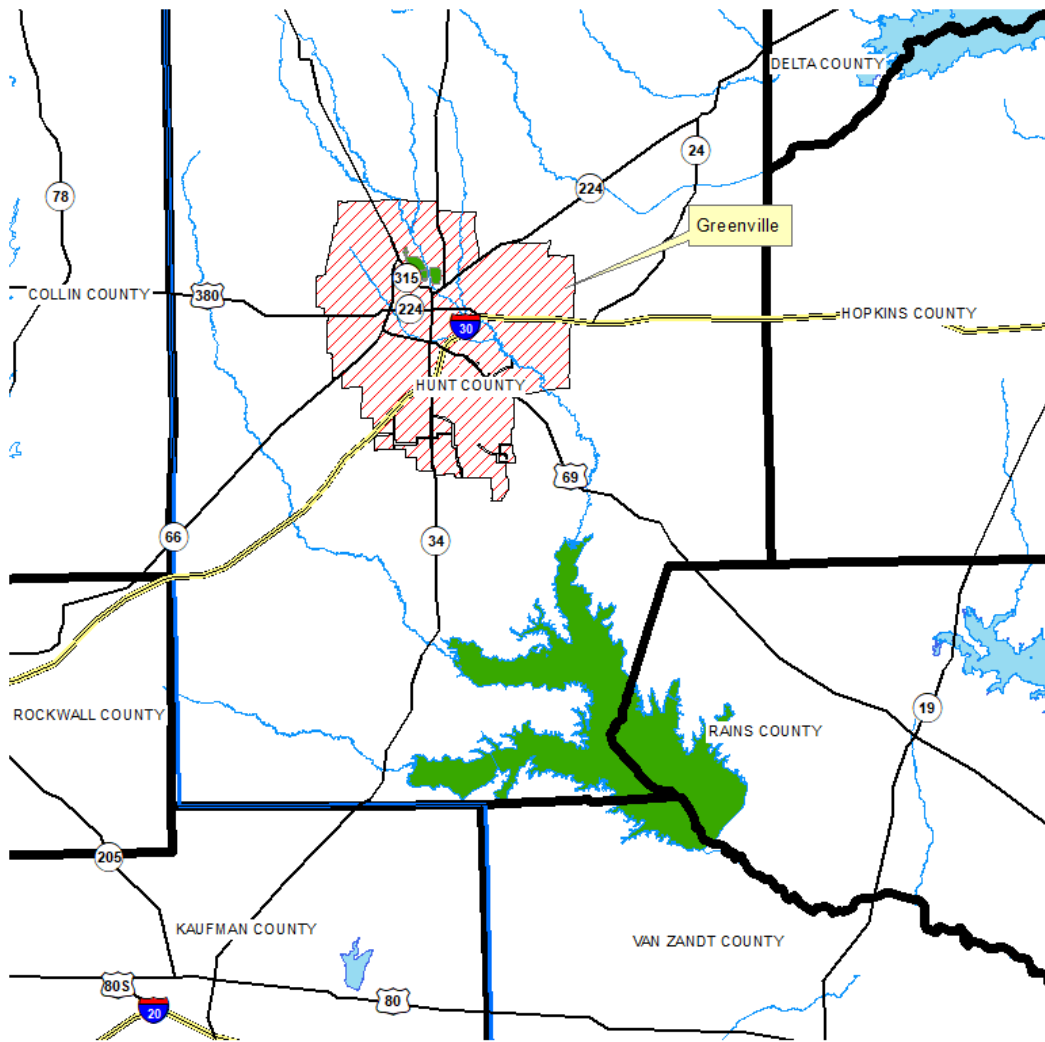 DELTA COUNTY
24
224
78
Greenville
315
COLLIN COUNTY
380
224
HOPKINS COUNTY
30
HUNT COUNTY
69
66
34
ROCKWALL COUNTY
19
RAINS COUNTY
205
KAUFMAN COUNTY
VAN ZANDT COUNTY
80S
80
20